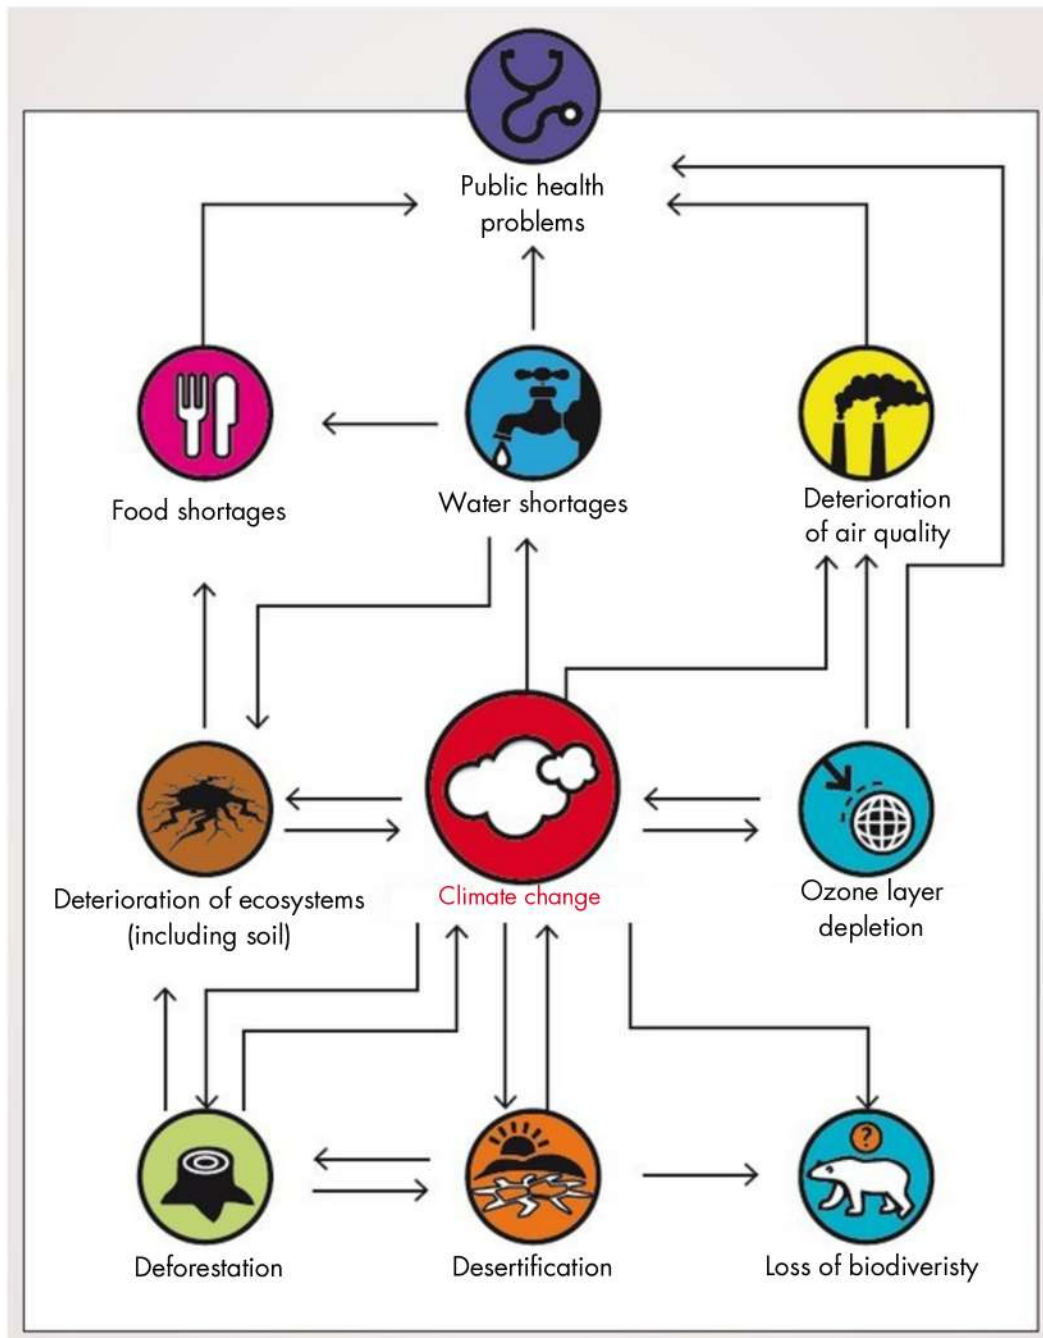 Public health
problems
Food shortages
Water shortages
Deterioration
of air quality
Deterioration of ecosystems
(including soil)
Climate change
Ozone layer
depletion
?
Deforestation
Desertification
Loss of biodiveristy